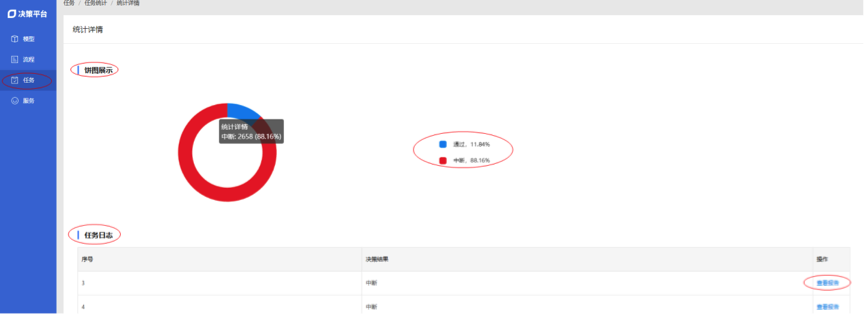 决策平台
任务 / 任务统计 / 统计详情
模型
流程
任务
服务
统计详情
饼图展示
统计详情
中断: 2658 (88.16%)
通过, 11.84%
中断, 88.16%
任务日志
序号 决策结果 操作
3 中断 查看报告
4 中断 查看报告